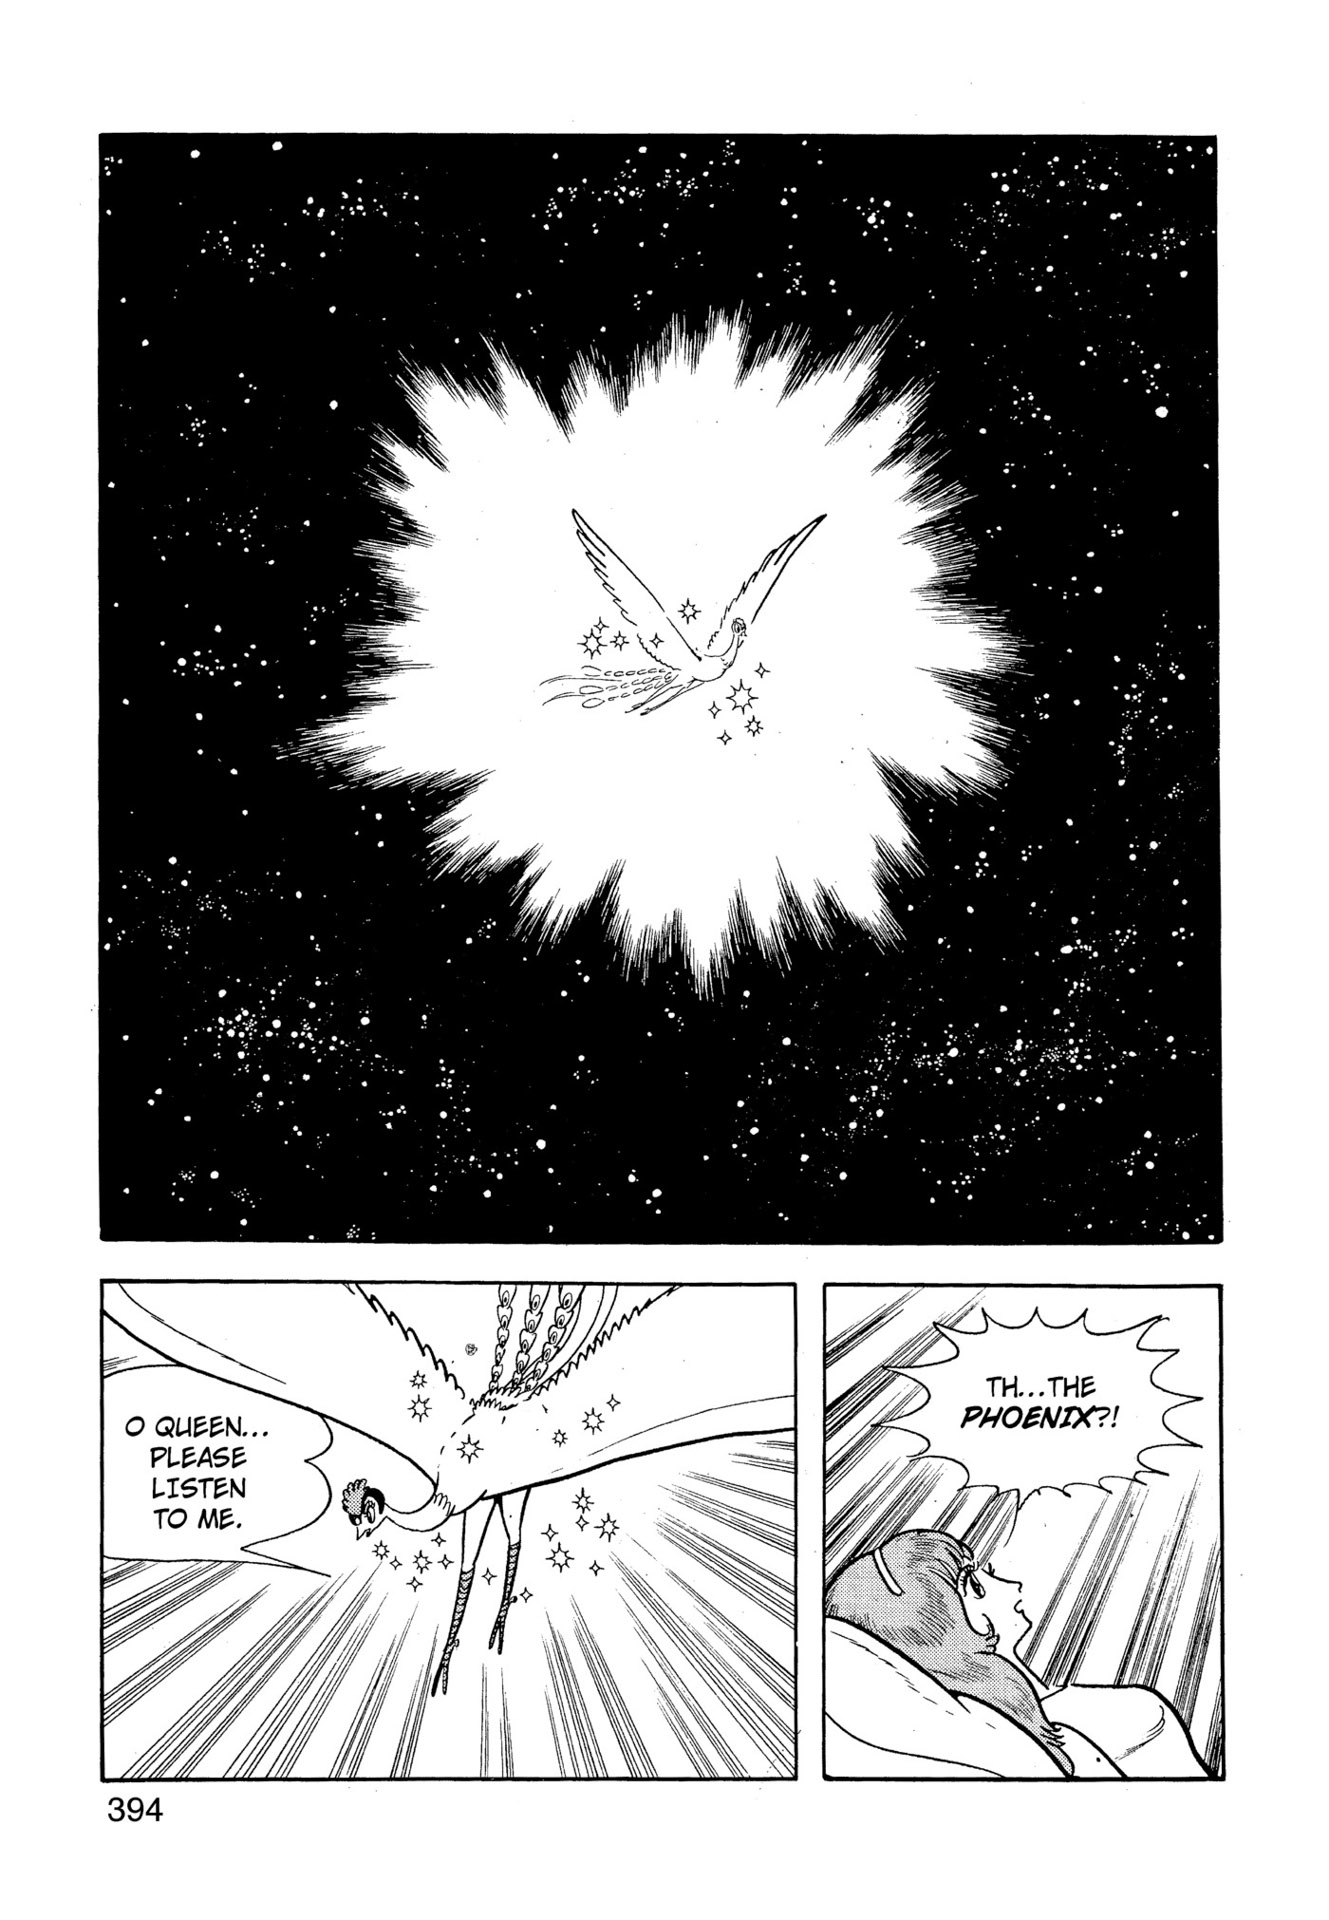 TH...THE
PHOENIX?!
O QUEEN...
PLEASE
LISTEN
TO ME.
394